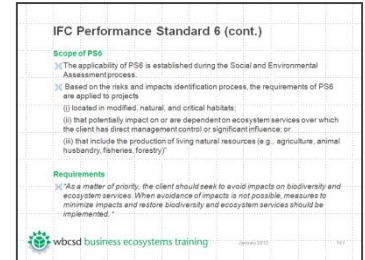 IFC Performance Standard 6 (cont.)
Scope of PS6
The applicability of PS6 is established during the Social and Environmental
Assessment process.
Based on the risks and impacts identification process, the requirements of PS6
are applied to projects
(i) located in modified, natural, and critical habitats;
(ii) that potentially impact on or are dependent on ecosystem services over which
the client has direct management control or significant influence; or
(iii) that include the production of living natural resources (e.g., agriculture, animal
husbandry, fisheries, forestry)"
Requirements
"As a matter of priority, the client should seek to avoid impacts on biodiversity and
ecosystem services. When avoidance of impacts is not possible, measures to
minimize impacts and restore biodiversity and ecosystem services should be
implemented. "
wbcsd business ecosystems training